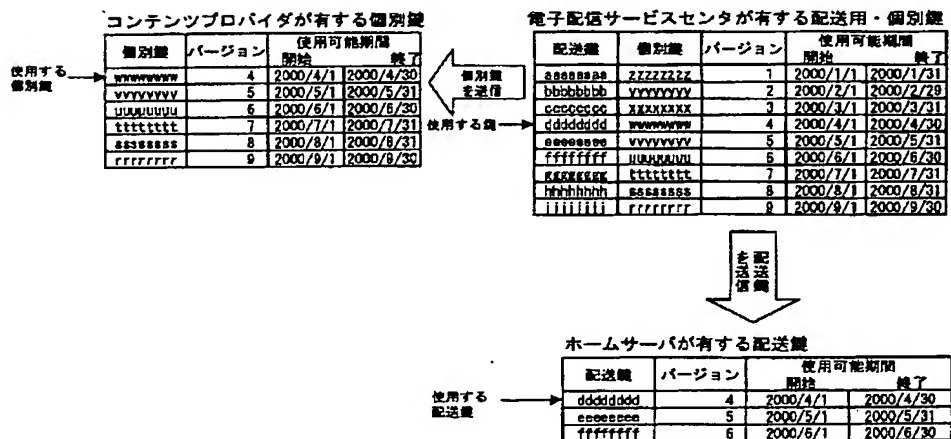 コンテンツプロバイダが有する個別鍵
個別鍵 バージョン 使用可能期間
開始 終了
使用する個別鍵
wwwwwwww 4 2000/4/1 2000/4/30
vvvvvvvv 5 2000/5/1 2000/5/31
uuuuuuuu 6 2000/6/1 2000/6/30
tttttttt 7 2000/7/1 2000/7/31
ssssssss 8 2000/8/1 2000/8/31
rrrrrrrr 9 2000/9/1 2000/9/30
個別鍵
を送信
電子配信サービスセンタが有する配送用・個別鍵
配送鍵 個別鍵 バージョン 使用可能期間
開始 終了
aaaaaaaa zzzzzzzz 1 2000/1/1 2000/1/31
bbbbbbbb yyyyyyyy 2 2000/2/1 2000/2/29
cccccccc xxxxxxxx 3 2000/3/1 2000/3/31
使用する鍵
dddddddd wwwwwwww 4 2000/4/1 2000/4/30
eeeeeeee vvvvvvvv 5 2000/5/1 2000/5/31
ffffffff uuuuuuuu 6 2000/6/1 2000/6/30
gggggggg tttttttt 7 2000/7/1 2000/7/31
hhhhhhhh ssssssss 8 2000/8/1 2000/8/31
iiiiiiii rrrrrrrr 9 2000/9/1 2000/9/30
配送鍵
を送信
ホームサーバが有する配送鍵
配送鍵 バージョン 使用可能期間
開始 終了
使用する
配送鍵
dddddddd 4 2000/4/1 2000/4/30
eeeeeeee 5 2000/5/1 2000/5/31
ffffffff 6 2000/6/1 2000/6/30